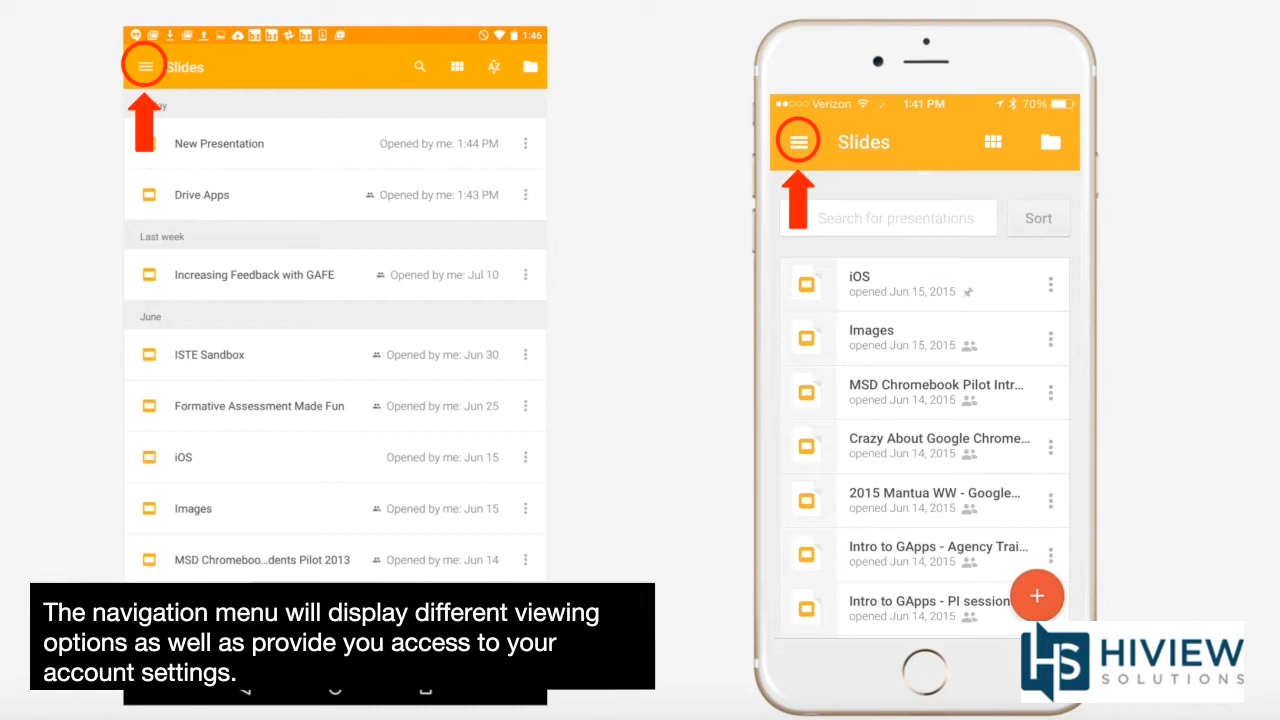 1:46
Slides
New Presentation
Opened by me: 1:44 PM
Drive Apps
Opened by me: 1:43 PM
Last week
Increasing Feedback with GAFE
Opened by me: Jul 10
June
ISTE Sandbox
Opened by me: Jun 30
Formative Assessment Made Fun
Opened by me: Jun 25
iOS
Opened by me: Jun 15
Images
Opened by me: Jun 15
MSD Chromeboo...dents Pilot 2013
Opened by me: Jun 14
The navigation menu will display different viewing
options as well as provide you access to your
account settings.
Verizon
1:41 PM
70%
Slides
Search for presentations
Sort
iOS
opened Jun 15, 2015
Images
opened Jun 15, 2015
MSD Chromebook Pilot Intr...
opened Jun 14, 2015
Crazy About Google Chrome...
opened Jun 14, 2015
2015 Mantua WW - Google...
opened Jun 14, 2015
Intro to GApps - Agency Trai...
opened Jun 14, 2015
Intro to GApps - PI session
opened Jun 14, 2015
HS
HIVIEW
SOLUTIONS